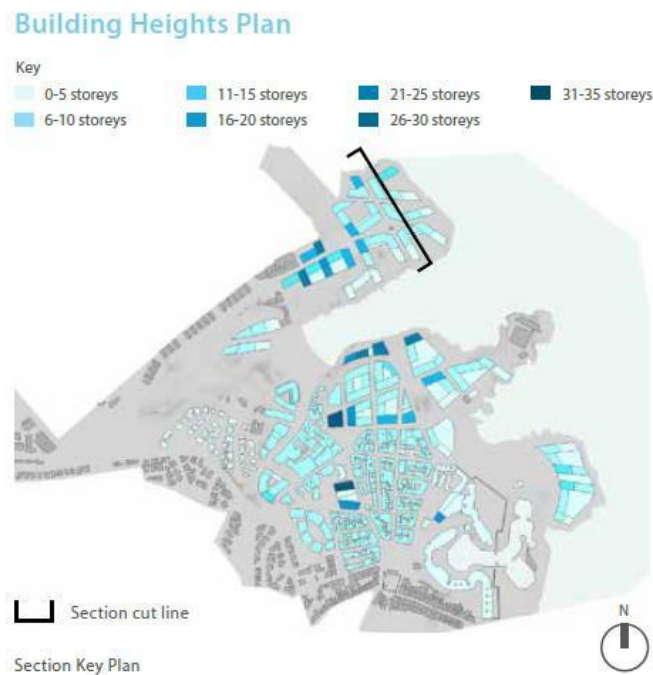 Building Heights Plan
Key
0-5 storeys
11-15 storeys
21-25 storeys
31-35 storeys
6-10 storeys
16-20 storeys
26-30 storeys
Section cut line
N
Section Key Plan